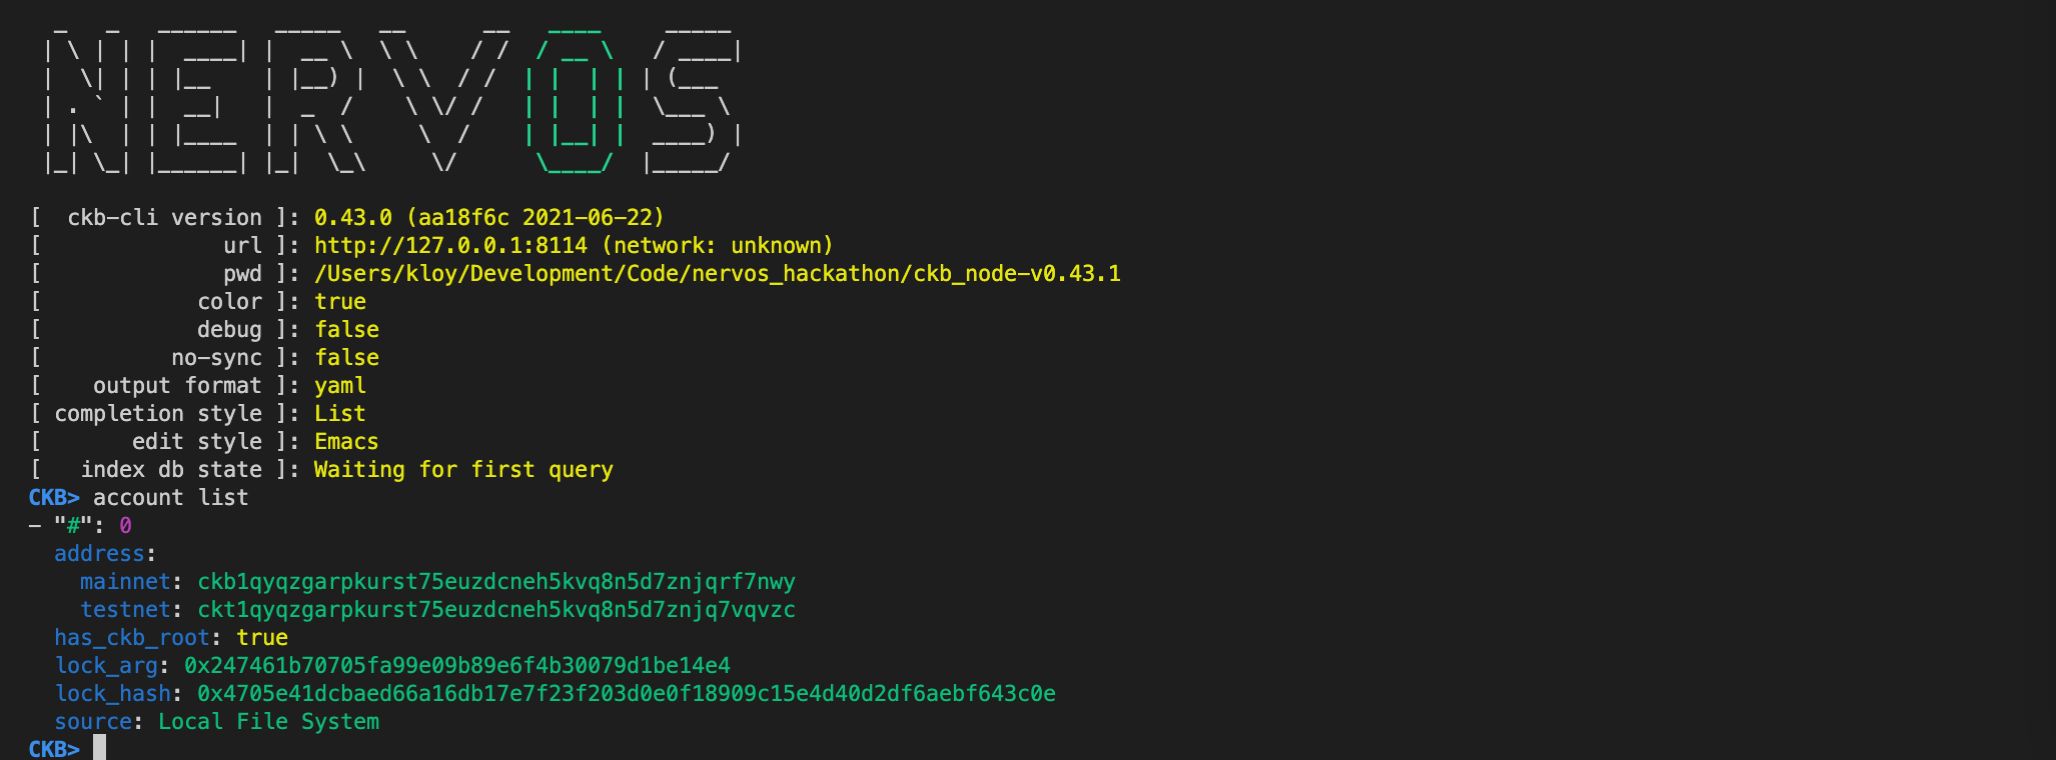 NERVOS
[  ckb-cli version ]: 0.43.0 (aa18f6c 2021-06-22)
[              url ]: http://127.0.0.1:8114 (network: unknown)
[              pwd ]: /Users/kloy/Development/Code/nervos_hackathon/ckb_node-v0.43.1
[            color ]: true
[            debug ]: false
[          no-sync ]: false
[    output format ]: yaml
[ completion style ]: List
[       edit style ]: Emacs
[   index db state ]: Waiting for first query
CKB> account list
- "#": 0
  address:
    mainnet: ckb1qyqzgarpkurst75euzdcneh5kvq8n5d7znjqrf7nwy
    testnet: ckt1qyqzgarpkurst75euzdcneh5kvq8n5d7znjq7vqvzc
  has_ckb_root: true
  lock_arg: 0x247461b70705fa99e09b89e6f4b30079d1be14e4
  lock_hash: 0x4705e41dcbaed66a16db17e7f23f203d0e0f18909c15e4d40d2df6aebf643c0e
  source: Local File System
CKB>